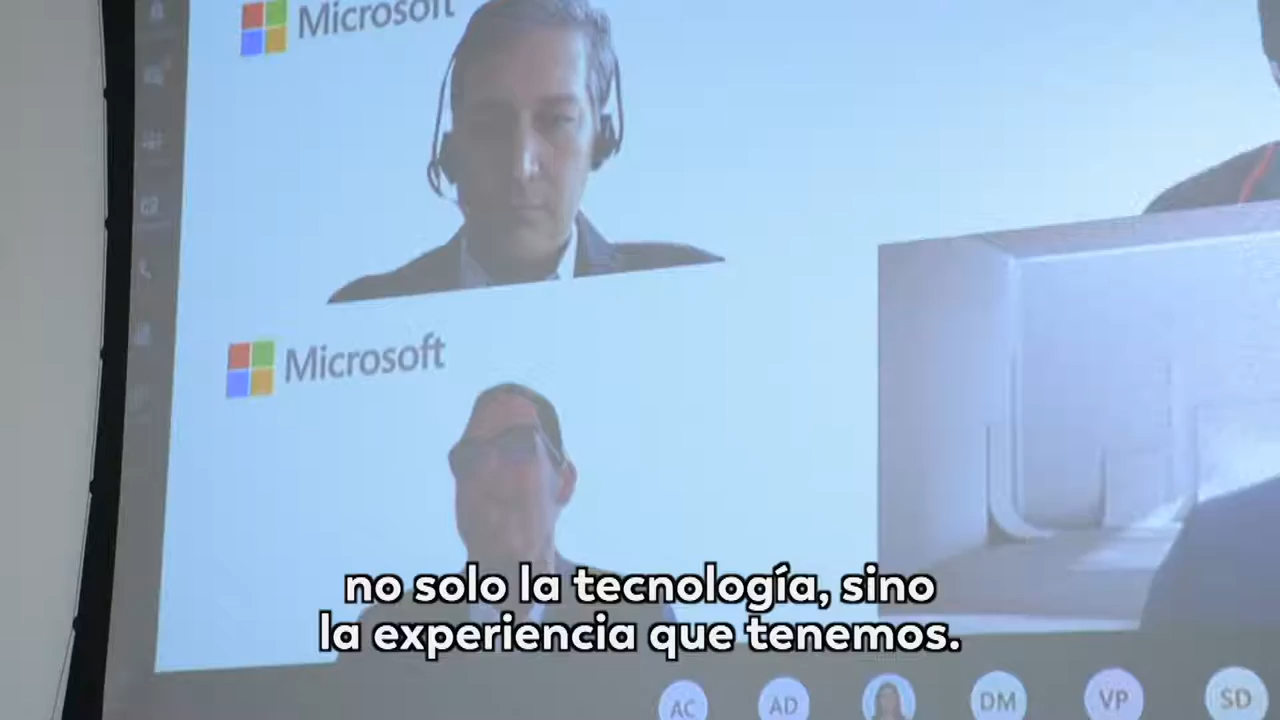 Microsoft
Microsoft
no solo la tecnología, sino
la experiencia que tenemos.
AC AD DM VP SD